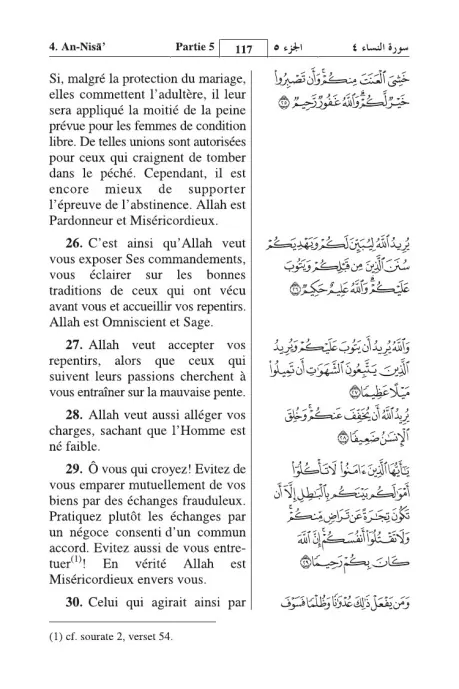 4. An-Nisā’ Partie 5 117 الجزء ٥ سورة النساء ٤
Si, malgré la protection du mariage,
elles commettent l’adultère, il leur
sera appliqué la moitié de la peine
prévue pour les femmes de condition
libre. De telles unions sont autorisées
pour ceux qui craignent de tomber
dans le péché. Cependant, il est
encore mieux de supporter
l’épreuve de l’abstinence. Allah est
Pardonneur et Miséricordieux.
26. C’est ainsi qu’Allah veut
vous exposer Ses commandements,
vous éclairer sur les bonnes
traditions de ceux qui ont vécu
avant vous et accueillir vos repentirs.
Allah est Omniscient et Sage.
27. Allah veut accepter vos
repentirs, alors que ceux qui
suivent leurs passions cherchent à
vous entraîner sur la mauvaise pente.
28. Allah veut aussi alléger vos
charges, sachant que l’Homme est
né faible.
29. Ô vous qui croyez! Evitez de
vous emparer mutuellement de vos
biens par des échanges frauduleux.
Pratiquez plutôt les échanges par
un négoce consenti d’un commun
accord. Evitez aussi de vous entre-
tuer(1)! En vérité Allah est
Miséricordieux envers vous.
30. Celui qui agirait ainsi par
خَشِىَ ٱلْعَنَتَ مِنكُمْ ۚ وَأَن تَصْبِرُوا۟
خَيْرٌ لَّكُمْ ۗ وَٱللَّهُ غَفُورٌ رَّحِيمٌ ٢٥
يُرِيدُ ٱللَّهُ لِيُبَيِّنَ لَكُمْ وَيَهْدِيَكُمْ
سُنَنَ ٱلَّذِينَ مِن قَبْلِكُمْ وَيَتُوبَ
عَلَيْكُمْ ۗ وَٱللَّهُ عَلِيمٌ حَكِيمٌ ٢٦
وَٱللَّهُ يُرِيدُ أَن يَتُوبَ عَلَيْكُمْ وَيُرِيدُ
ٱلَّذِينَ يَتَّبِعُونَ ٱلشَّهَوَٰتِ أَن تَمِيلُوا۟
مَيْلًا عَظِيمًا ٢٧
يُرِيدُ ٱللَّهُ أَن يُخَفِّفَ عَنكُمْ ۚ وَخُلِقَ
ٱلْإِنسَـٰنُ ضَعِيفًا ٢٨
يَـٰٓأَيُّهَا ٱلَّذِينَ ءَامَنُوا۟ لَا تَأْكُلُوٓا۟
أَمْوَٰلَكُم بَيْنَكُم بِٱلْبَـٰطِلِ إِلَّآ أَن
تَكُونَ تِجَـٰرَةً عَن تَرَاضٍ مِّنكُمْ ۚ
وَلَا تَقْتُلُوٓا۟ أَنفُسَكُمْ ۚ إِنَّ ٱللَّهَ
كَانَ بِكُمْ رَحِيمًا ٢٩
وَمَن يَفْعَلْ ذَٰلِكَ عُدْوَٰنًا وَظُلْمًا فَسَوْفَ
(1) cf. sourate 2, verset 54.